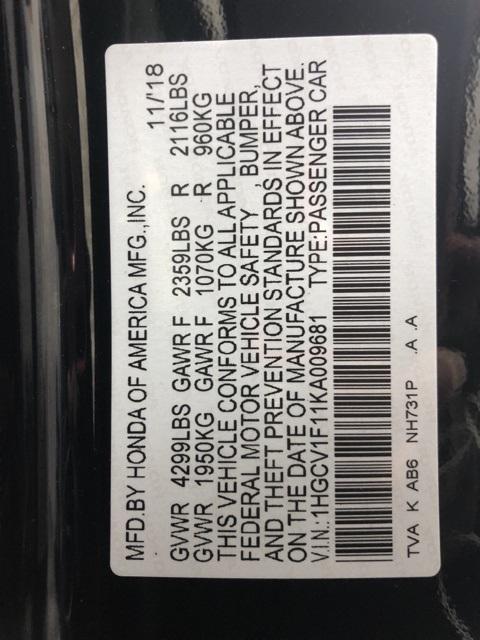 MFD.BY HONDA OF AMERICA MFG.,INC. 11/'18
GVWR 4299LBS GAWR F 2359LBS R 2116LBS
GVWR 1950KG GAWR F 1070KG R 960KG
THIS VEHICLE CONFORMS TO ALL APPLICABLE
FEDERAL MOTOR VEHICLE SAFETY , BUMPER,
AND THEFT PREVENTION STANDARDS IN EFFECT
ON THE DATE OF MANUFACTURE SHOWN ABOVE.
V.I.N.:1HGCV1F11KA009681 TYPE:PASSENGER CAR
TVA K AB6 NH731P .A .A